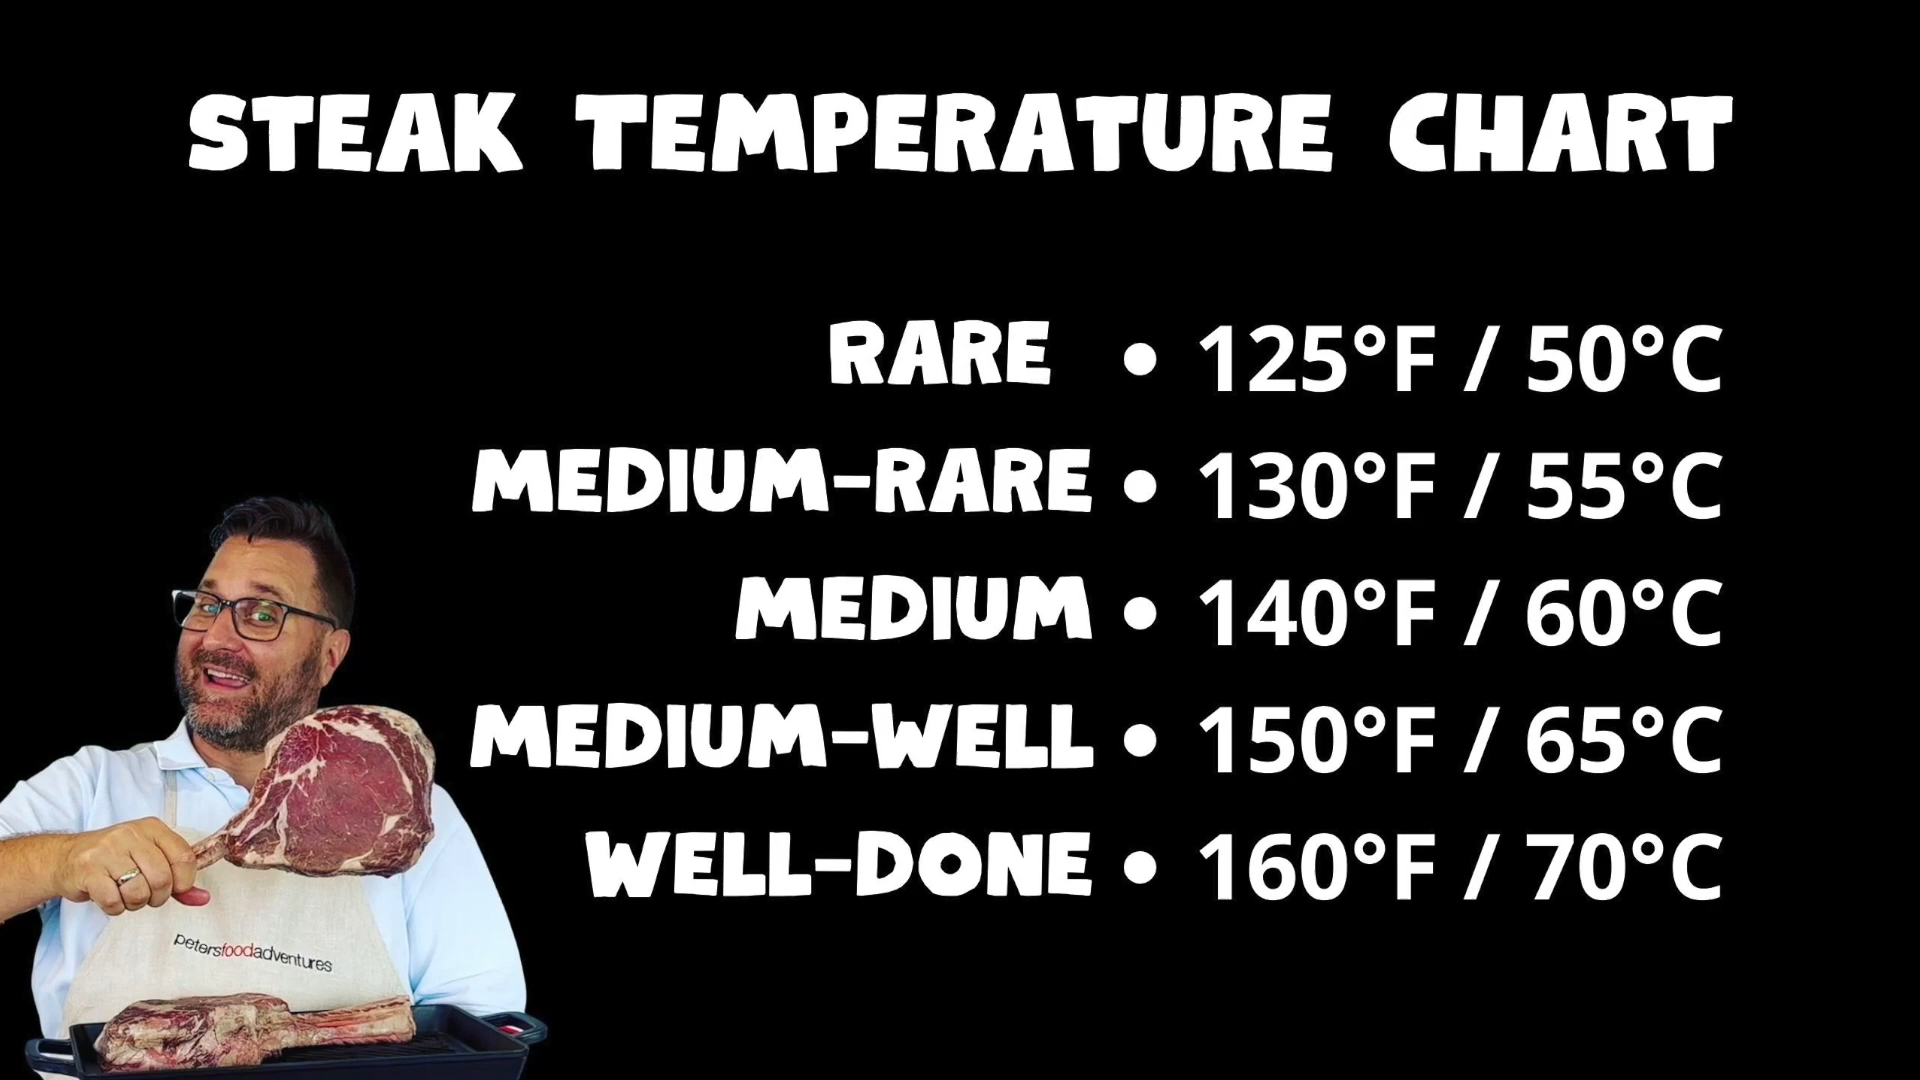 STEAK TEMPERATURE CHART
RARE • 125°F / 50°C
MEDIUM-RARE • 130°F / 55°C
MEDIUM • 140°F / 60°C
MEDIUM-WELL • 150°F / 65°C
WELL-DONE • 160°F / 70°C
petersfoodadventures